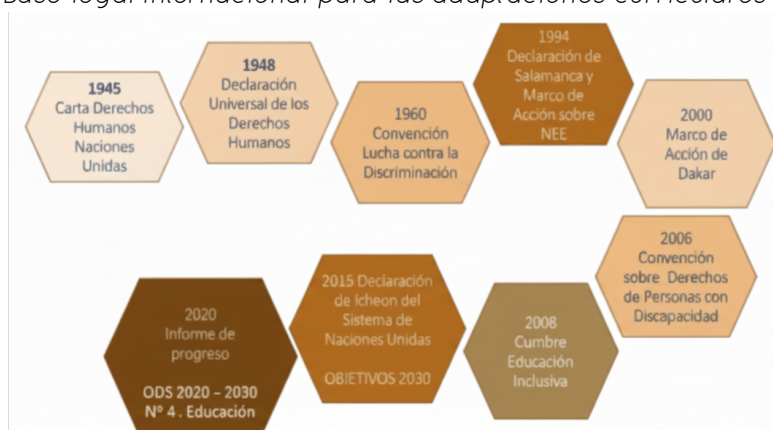 Base legal internacional para las adaptaciones curriculares
1945
Carta Derechos
Humanos
Naciones
Unidas
1948
Declaración
Universal de los
Derechos
Humanos
1960
Convención
Lucha contra la
Discriminación
1994
Declaración de
Salamanca y
Marco de
Acción sobre
NEE
2000
Marco de
Acción de
Dakar
2006
Convención
sobre Derechos
de Personas con
Discapacidad
2008
Cumbre
Educación
Inclusiva
2015 Declaración
de Icheon del
Sistema de
Naciones Unidas
OBJETIVOS 2030
2020
Informe de
progreso
ODS 2020 – 2030
Nº 4 . Educación